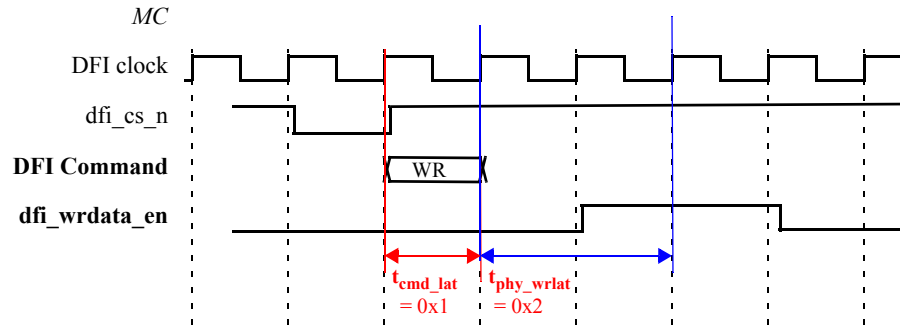 MC
DFI clock
dfi_cs_n
DFI Command
WR
dfi_wrdata_en
tcmd_lat
= 0x1
tphy_wrlat
= 0x2